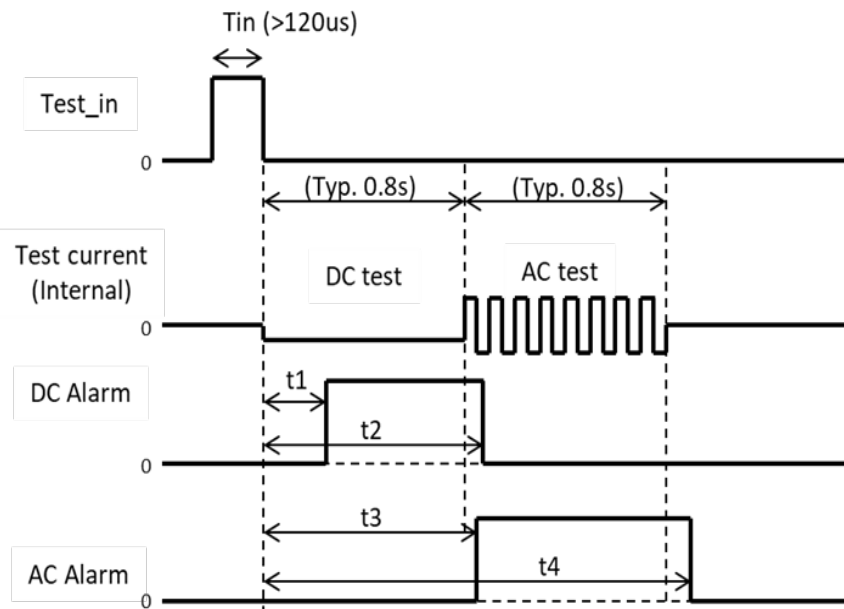 Tin (>120us)
Test_in
0
(Typ. 0.8s)
(Typ. 0.8s)
Test current
(Internal)
DC test
AC test
0
t1
DC Alarm
t2
0
t3
AC Alarm
t4
0